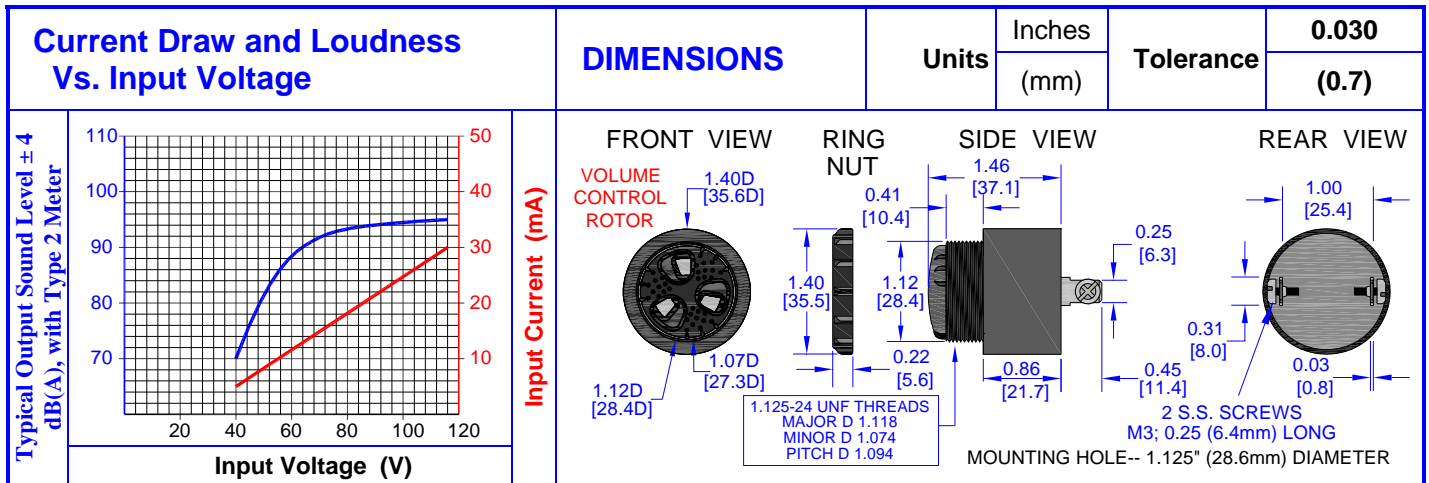 Current Draw and Loudness
Vs. Input Voltage
DIMENSIONS
Units
Inches
(mm)
Tolerance
0.030
(0.7)
Typical Output Sound Level ± 4
dB(A), with Type 2 Meter
110
100
90
80
70
50
40
30
20
10
Input Current (mA)
20 40 60 80 100 120
Input Voltage (V)
FRONT VIEW
VOLUME
CONTROL
ROTOR
1.40D
[35.6D]
1.12D
[28.4D]
1.07D
[27.3D]
RING
NUT
1.40
[35.5]
0.22
[5.6]
SIDE VIEW
1.46
[37.1]
0.41
[10.4]
1.12
[28.4]
0.25
[6.3]
0.86
[21.7]
0.45
[11.4]
1.125-24 UNF THREADS
MAJOR D 1.118
MINOR D 1.074
PITCH D 1.094
REAR VIEW
1.00
[25.4]
0.31
[8.0]
0.03
[0.8]
2 S.S. SCREWS
M3; 0.25 (6.4mm) LONG
MOUNTING HOLE-- 1.125" (28.6mm) DIAMETER